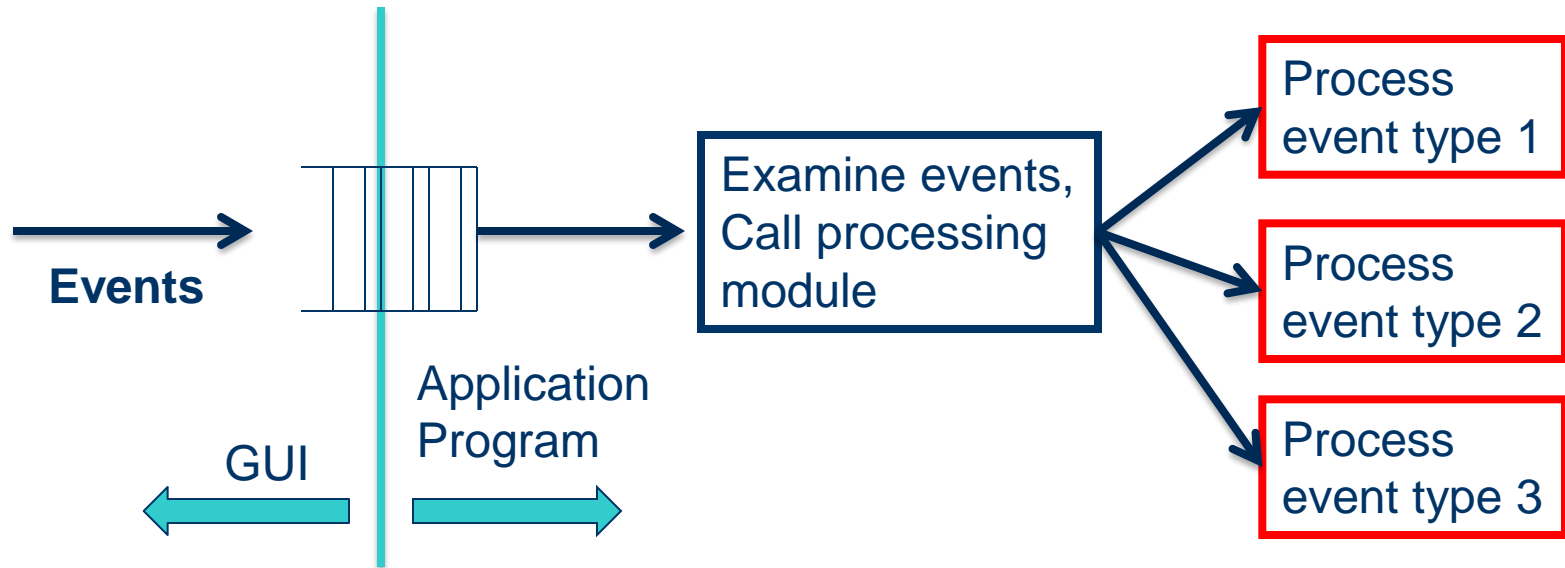 Events
GUI
Application
Program
Examine events,
Call processing
module
Process
event type 1
Process
event type 2
Process
event type 3